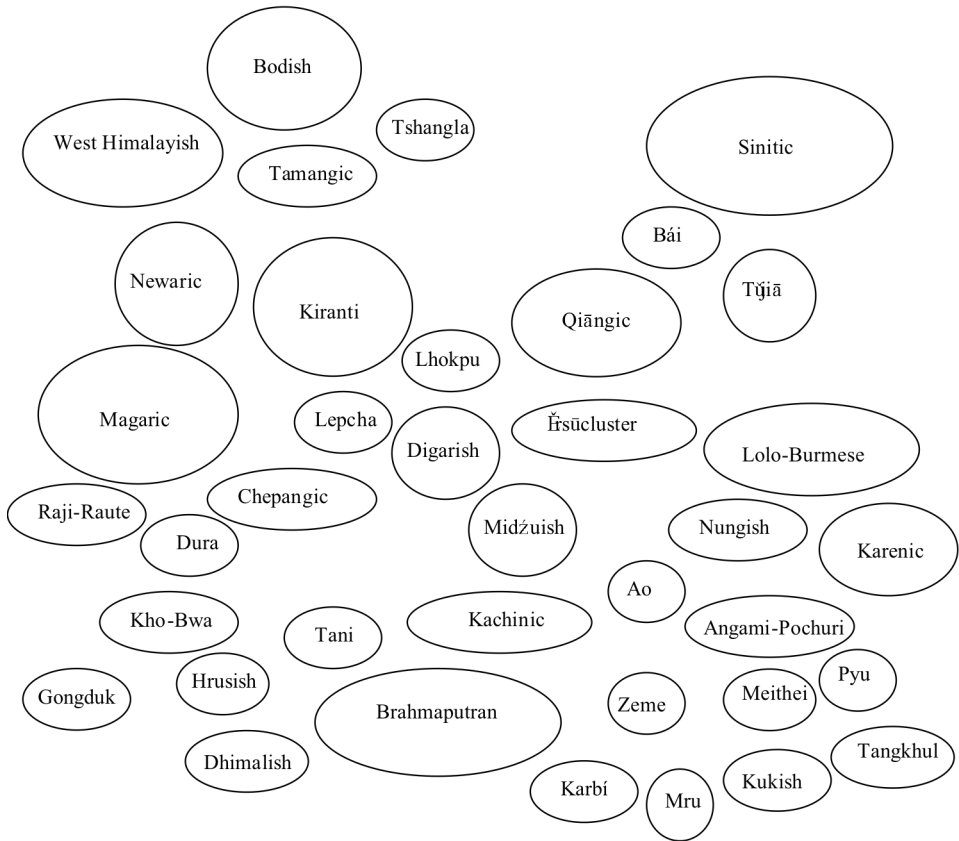 Bodish
Tshangla
West Himalayish
Sinitic
Tamangic
Bái
Newaric
Tǔjiā
Kiranti
Qiāngic
Lhokpu
Magaric
Lepcha
Ěrsūcluster
Digarish
Lolo-Burmese
Chepangic
Raji-Raute
Midźuish
Nungish
Dura
Karenic
Ao
Kho-Bwa
Tani
Kachinic
Angami-Pochuri
Pyu
Hrusish
Gongduk
Meithei
Brahmaputran
Zeme
Tangkhul
Dhimalish
Kukish
Karbí
Mru